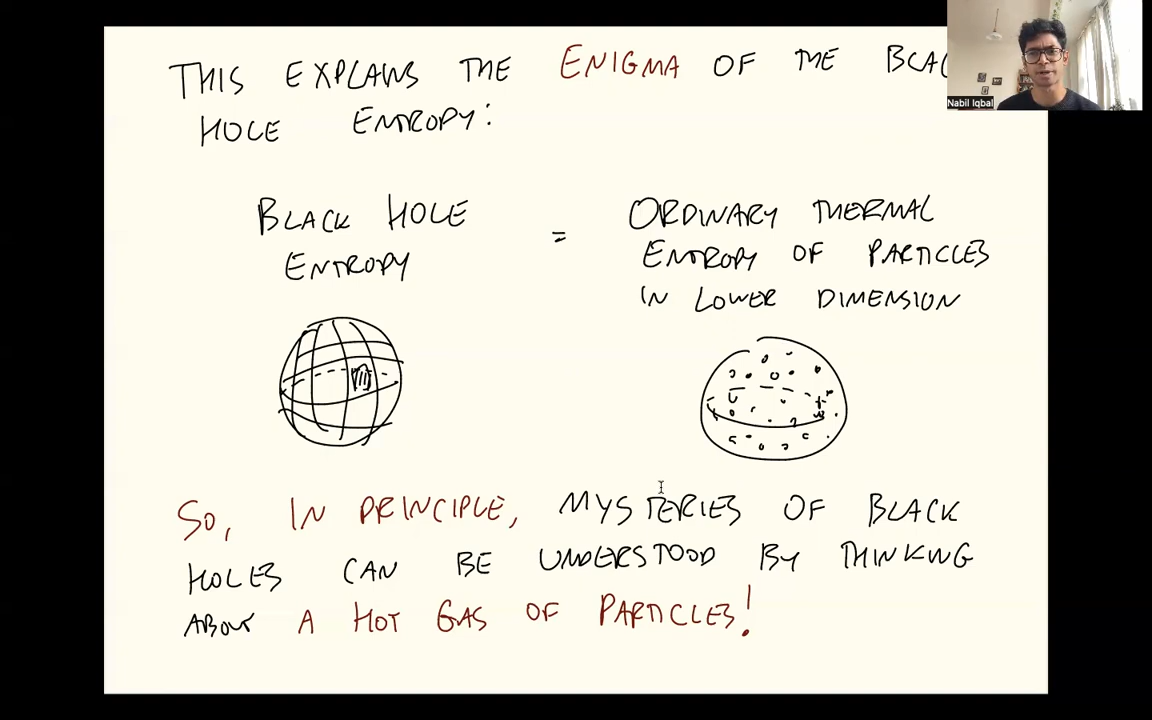 THIS EXPLAINS THE ENIGMA OF THE BLAC
HOLE ENTROPY:
Nabil Iqbal
BLACK HOLE
ENTROPY
=
ORDINARY THERMAL
ENTROPY OF PARTICLES
IN LOWER DIMENSION
SO, IN PRINCIPLE, MYSTERIES OF BLACK
HOLES CAN BE UNDERSTOOD BY THINKING
ABOUT A HOT GAS OF PARTICLES!